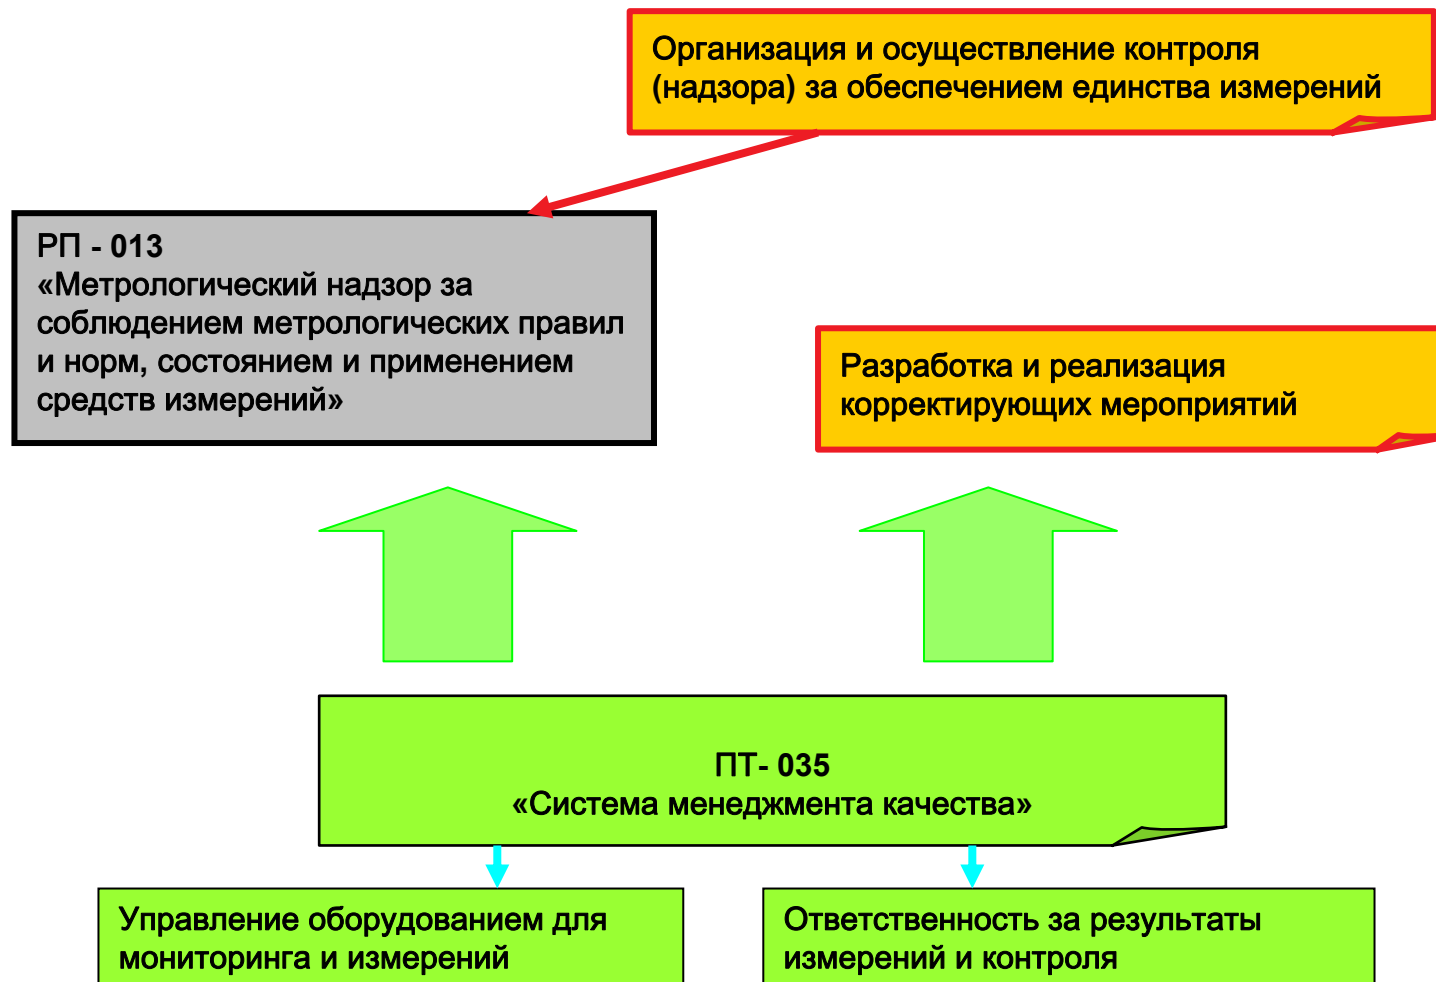 Организация и осуществление контроля
(надзора) за обеспечением единства измерений
РП - 013
«Метрологический надзор за
соблюдением метрологических правил
и норм, состоянием и применением
средств измерений»
Разработка и реализация
корректирующих мероприятий
ПТ- 035
«Система менеджмента качества»
Управление оборудованием для
мониторинга и измерений
Ответственность за результаты
измерений и контроля